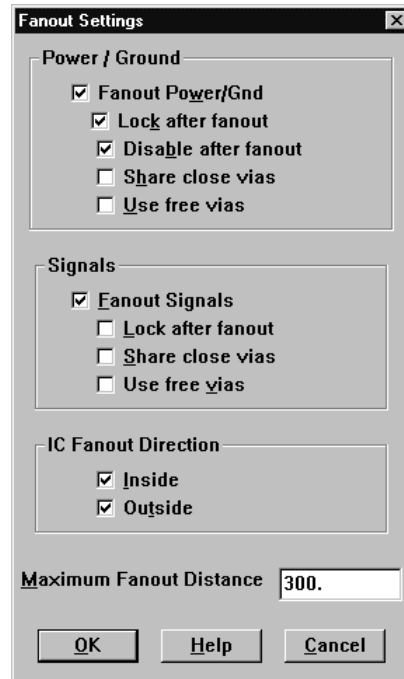 Fanout Settings
Power / Ground
Fanout Power/Gnd
Lock after fanout
Disable after fanout
Share close vias
Use free vias
Signals
Fanout Signals
Lock after fanout
Share close vias
Use free vias
IC Fanout Direction
Inside
Outside
Maximum Fanout Distance 300.
OK Help Cancel